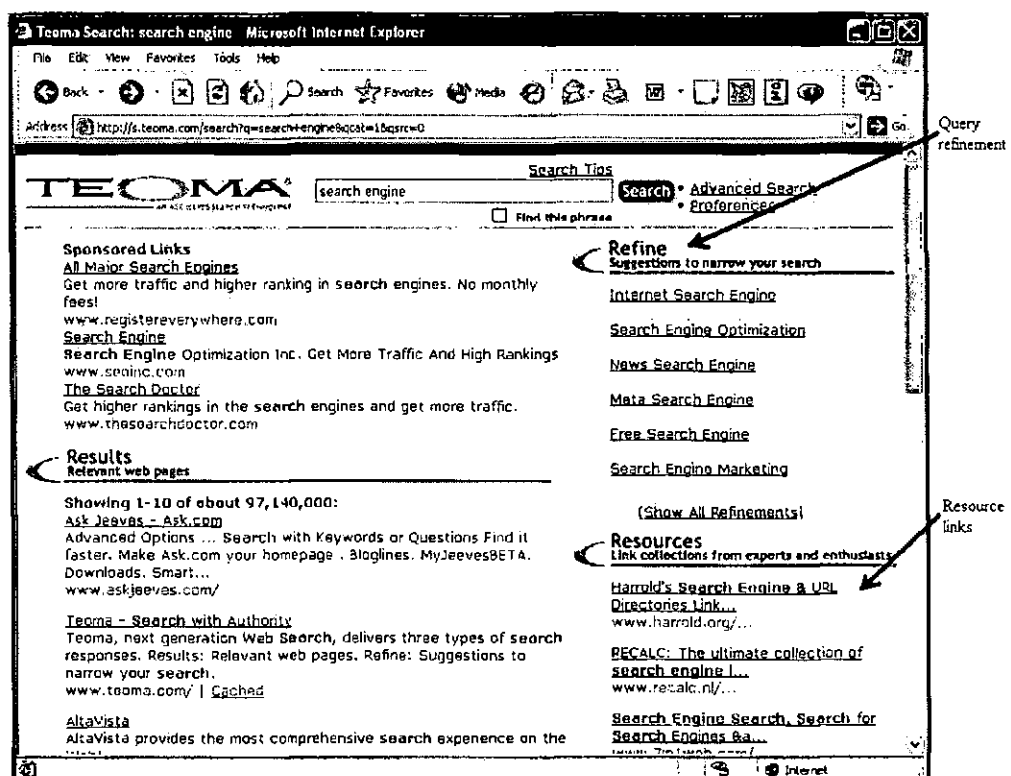 Teoma Search: search engine Microsoft Internet Explorer
File Edit View Favorites Tools Help
Back Search Favorites Media
Address http://s.teoma.com/search?q=search+engine&qcat=1&qsrc=0 Go
Query
refinement
Search Tips
TEOMA search engine Search • Advanced Search
• Preferences
Find this phrase
Sponsored Links
All Major Search Engines
Get more traffic and higher ranking in search engines. No monthly
fees!
www.registereverywhere.com
Search Engine
Search Engine Optimization Inc. Get More Traffic And High Rankings
www.seoinc.com
The Search Doctor
Get higher rankings in the search engines and get more traffic.
www.thesearchdoctor.com
Results
Relevant web pages
Showing 1-10 of about 97,140,000:
Ask Jeeves - Ask.com
Advanced Options ... Search with Keywords or Questions Find it
faster. Make Ask.com your homepage . Bloglines. MyJeevesBETA.
Downloads. Smart...
www.askjeeves.com/
Teoma - Search with Authority
Teoma, next generation Web Search, delivers three types of search
responses. Results: Relevant web pages. Refine: Suggestions to
narrow your search.
www.teoma.com/ | Cached
AltaVista
AltaVista provides the most comprehensive search experience on the
Refine
Suggestions to narrow your search
Internet Search Engine
Search Engine Optimization
News Search Engine
Meta Search Engine
Free Search Engine
Search Engine Marketing
(Show All Refinements)
Resources
Link collections from experts and enthusiasts
Resource
links
Harrold's Search Engine & URL
Directories Link...
www.harrold.org/...
RECALC: The ultimate collection of
search engine l...
www.recalc.nl/...
Search Engine Search, Search for
Search Engines &a...
Internet